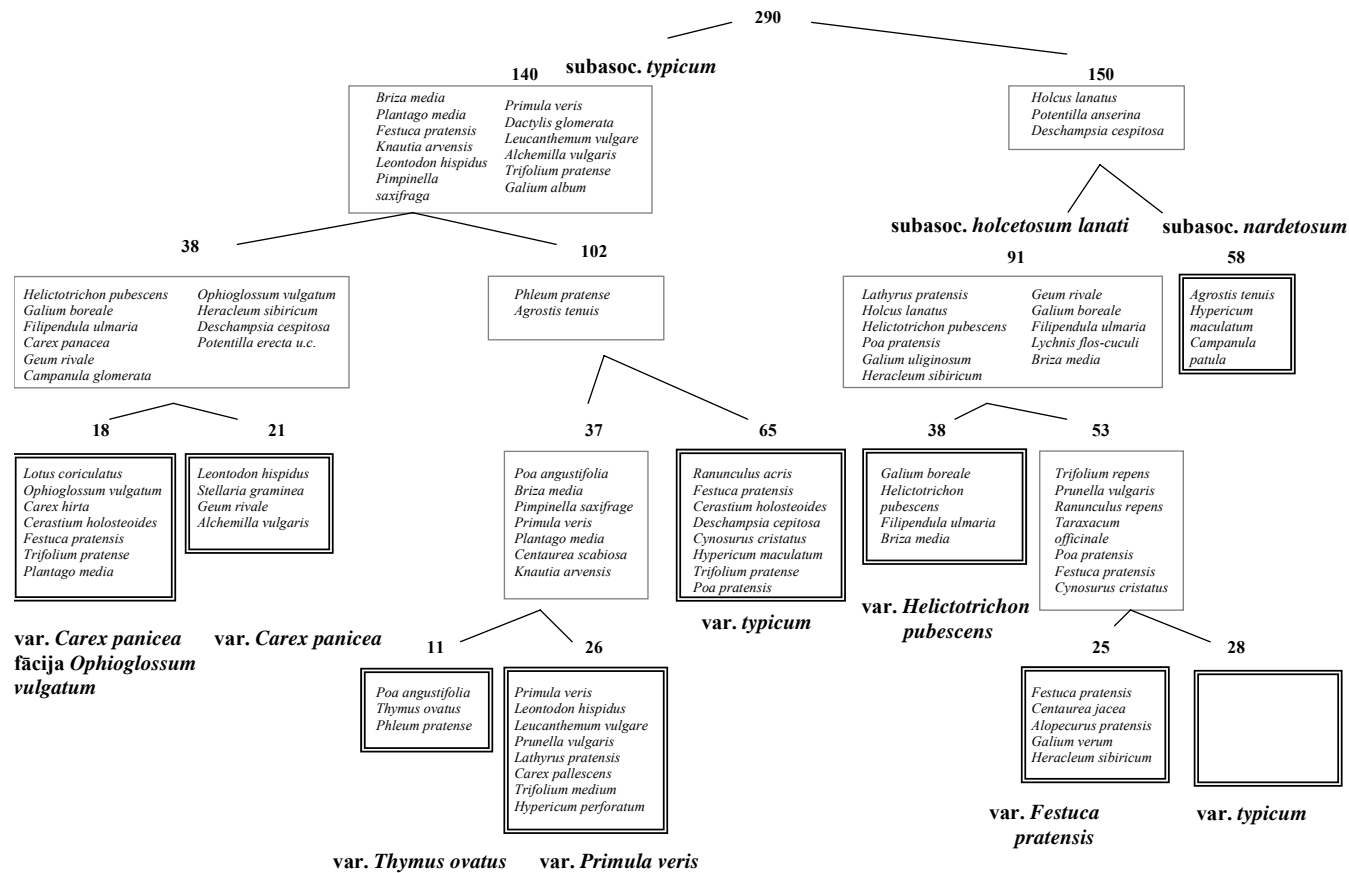 290
subasoc. typicum
140
150
Briza media
Plantago media
Festuca pratensis
Knautia arvensis
Leontodon hispidus
Pimpinella
saxifraga
Primula veris
Dactylis glomerata
Leucanthemum vulgare
Alchemilla vulgaris
Trifolium pratense
Galium album
Holcus lanatus
Potentilla anserina
Deschampsia cespitosa
subasoc. holcetosum lanati
subasoc. nardetosum
38
102
91
58
Helictotrichon pubescens
Galium boreale
Filipendula ulmaria
Carex panacea
Geum rivale
Campanula glomerata
Ophioglossum vulgatum
Heracleum sibiricum
Deschampsia cespitosa
Potentilla erecta u.c.
Phleum pratense
Agrostis tenuis
Lathyrus pratensis
Holcus lanatus
Helictotrichon pubescens
Poa pratensis
Galium uliginosum
Heracleum sibiricum
Geum rivale
Galium boreale
Filipendula ulmaria
Lychnis flos-cuculi
Briza media
Agrostis tenuis
Hypericum
maculatum
Campanula
patula
18
21
37
65
38
53
Lotus coriculatus
Ophioglossum vulgatum
Carex hirta
Cerastium holosteoides
Festuca pratensis
Trifolium pratense
Plantago media
Leontodon hispidus
Stellaria graminea
Geum rivale
Alchemilla vulgaris
Poa angustifolia
Briza media
Pimpinella saxifrage
Primula veris
Plantago media
Centaurea scabiosa
Knautia arvensis
Ranunculus acris
Festuca pratensis
Cerastium holosteoides
Deschampsia cepitosa
Cynosurus cristatus
Hypericum maculatum
Trifolium pratense
Poa pratensis
Galium boreale
Helictotrichon
pubescens
Filipendula ulmaria
Briza media
Trifolium repens
Prunella vulgaris
Ranunculus repens
Taraxacum
officinale
Poa pratensis
Festuca pratensis
Cynosurus cristatus
var. Carex panicea
fācija Ophioglossum
vulgatum
var. Carex panicea
var. typicum
var. Helictotrichon
pubescens
11
26
25
28
Poa angustifolia
Thymus ovatus
Phleum pratense
Primula veris
Leontodon hispidus
Leucanthemum vulgare
Prunella vulgaris
Lathyrus pratensis
Carex pallescens
Trifolium medium
Hypericum perforatum
Festuca pratensis
Centaurea jacea
Alopecurus pratensis
Galium verum
Heracleum sibiricum
var. Festuca
pratensis
var. typicum
var. Thymus ovatus
var. Primula veris